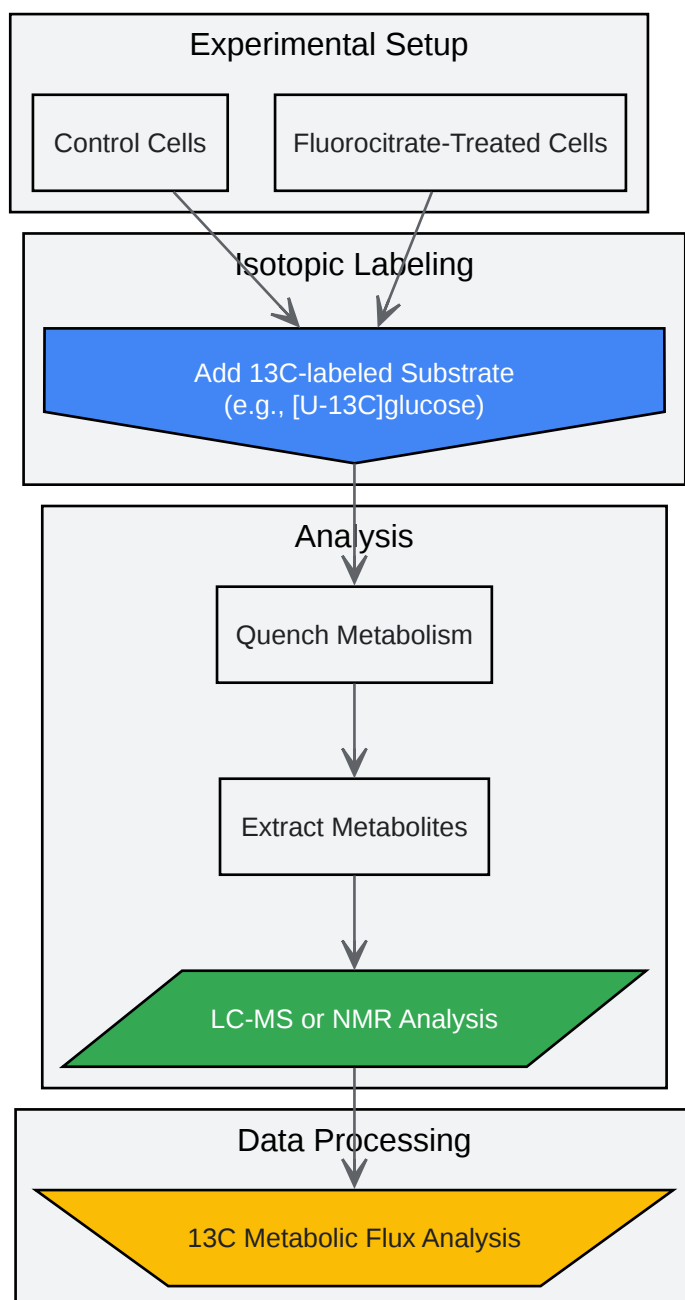 Experimental Setup
Control Cells
Fluorocitrate-Treated Cells
Isotopic Labeling
Add 13C-labeled Substrate
(e.g., [U-13C]glucose)
Analysis
Quench Metabolism
Extract Metabolites
LC-MS or NMR Analysis
Data Processing
13C Metabolic Flux Analysis